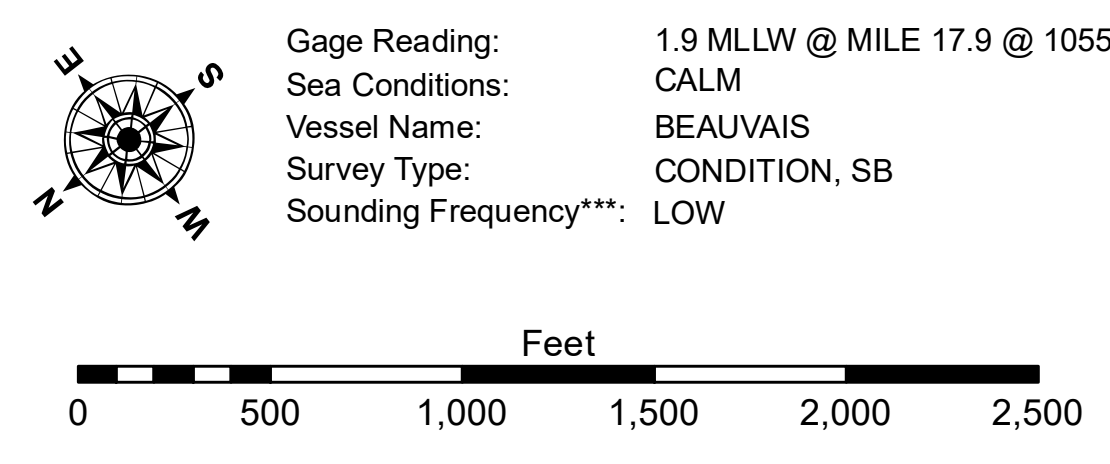 E S
N W
Gage Reading: 1.9 MLLW @ MILE 17.9 @ 1055
Sea Conditions: CALM
Vessel Name: BEAUVAIS
Survey Type: CONDITION, SB
Sounding Frequency***: LOW
Feet
0 500 1,000 1,500 2,000 2,500